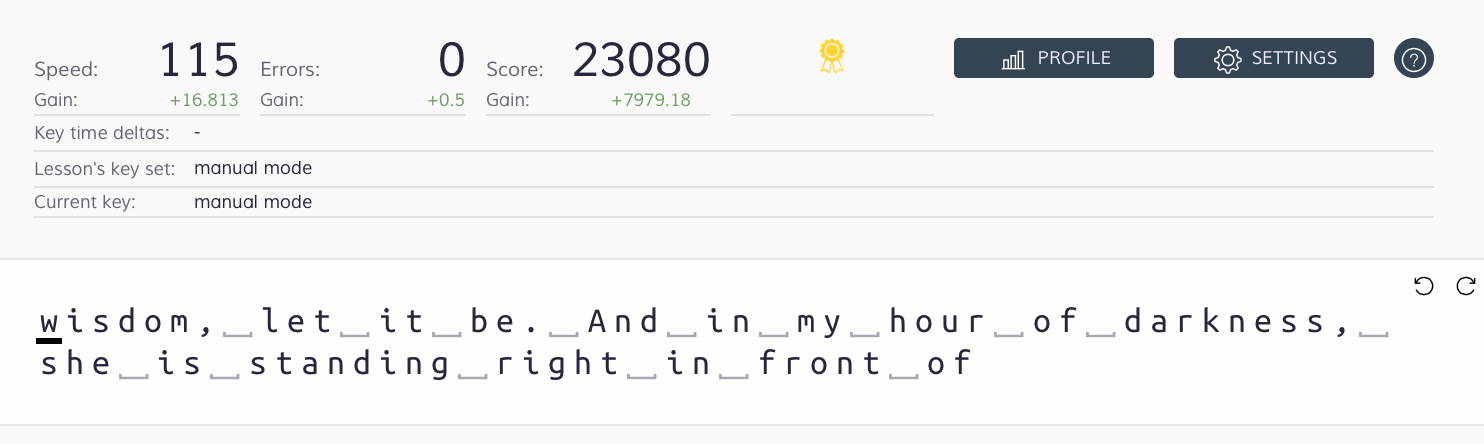 Speed: 115 Errors: 0 Score: 23080 PROFILE SETTINGS ?
Gain: +16.813 Gain: +0.5 Gain: +7979.18
Key time deltas: -
Lesson's key set: manual mode
Current key: manual mode
wisdom, let it be. And in my hour of darkness,
she is standing right in front of